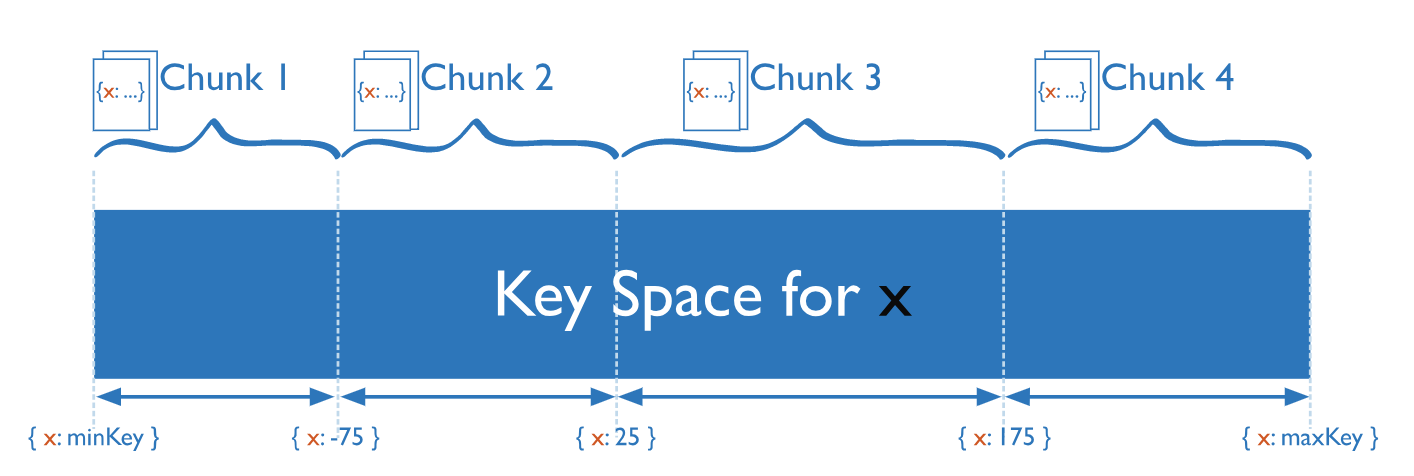 Chunk 1
{x: ...}
Chunk 2
{x: ...}
Chunk 3
{x: ...}
Chunk 4
{x: ...}
Key Space for x
{ x: minKey }
{ x: -75 }
{ x: 25 }
{ x: 175 }
{ x: maxKey }